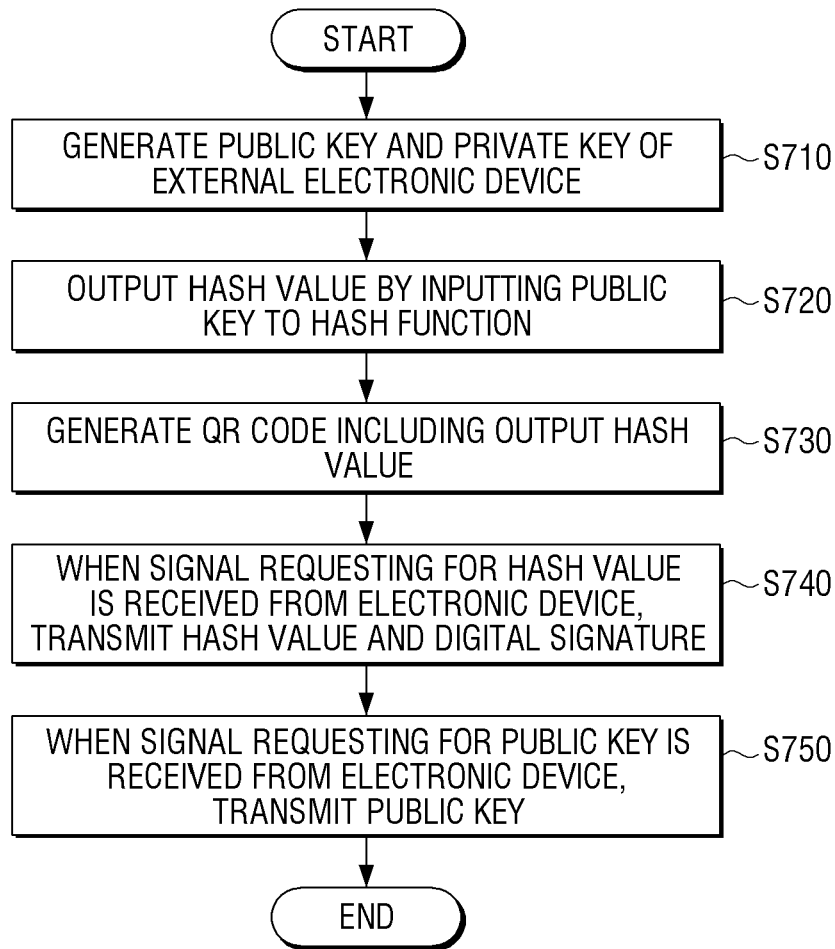 START
GENERATE PUBLIC KEY AND PRIVATE KEY OF
EXTERNAL ELECTRONIC DEVICE
S710
OUTPUT HASH VALUE BY INPUTTING PUBLIC
KEY TO HASH FUNCTION
S720
GENERATE QR CODE INCLUDING OUTPUT HASH
VALUE
S730
WHEN SIGNAL REQUESTING FOR HASH VALUE
IS RECEIVED FROM ELECTRONIC DEVICE,
TRANSMIT HASH VALUE AND DIGITAL SIGNATURE
S740
WHEN SIGNAL REQUESTING FOR PUBLIC KEY IS
RECEIVED FROM ELECTRONIC DEVICE,
TRANSMIT PUBLIC KEY
S750
END